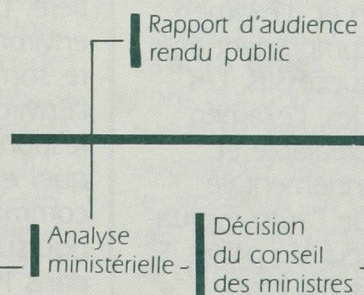 Rapport d'audience
rendu public
Analyse
ministérielle
Décision
du conseil
des ministres